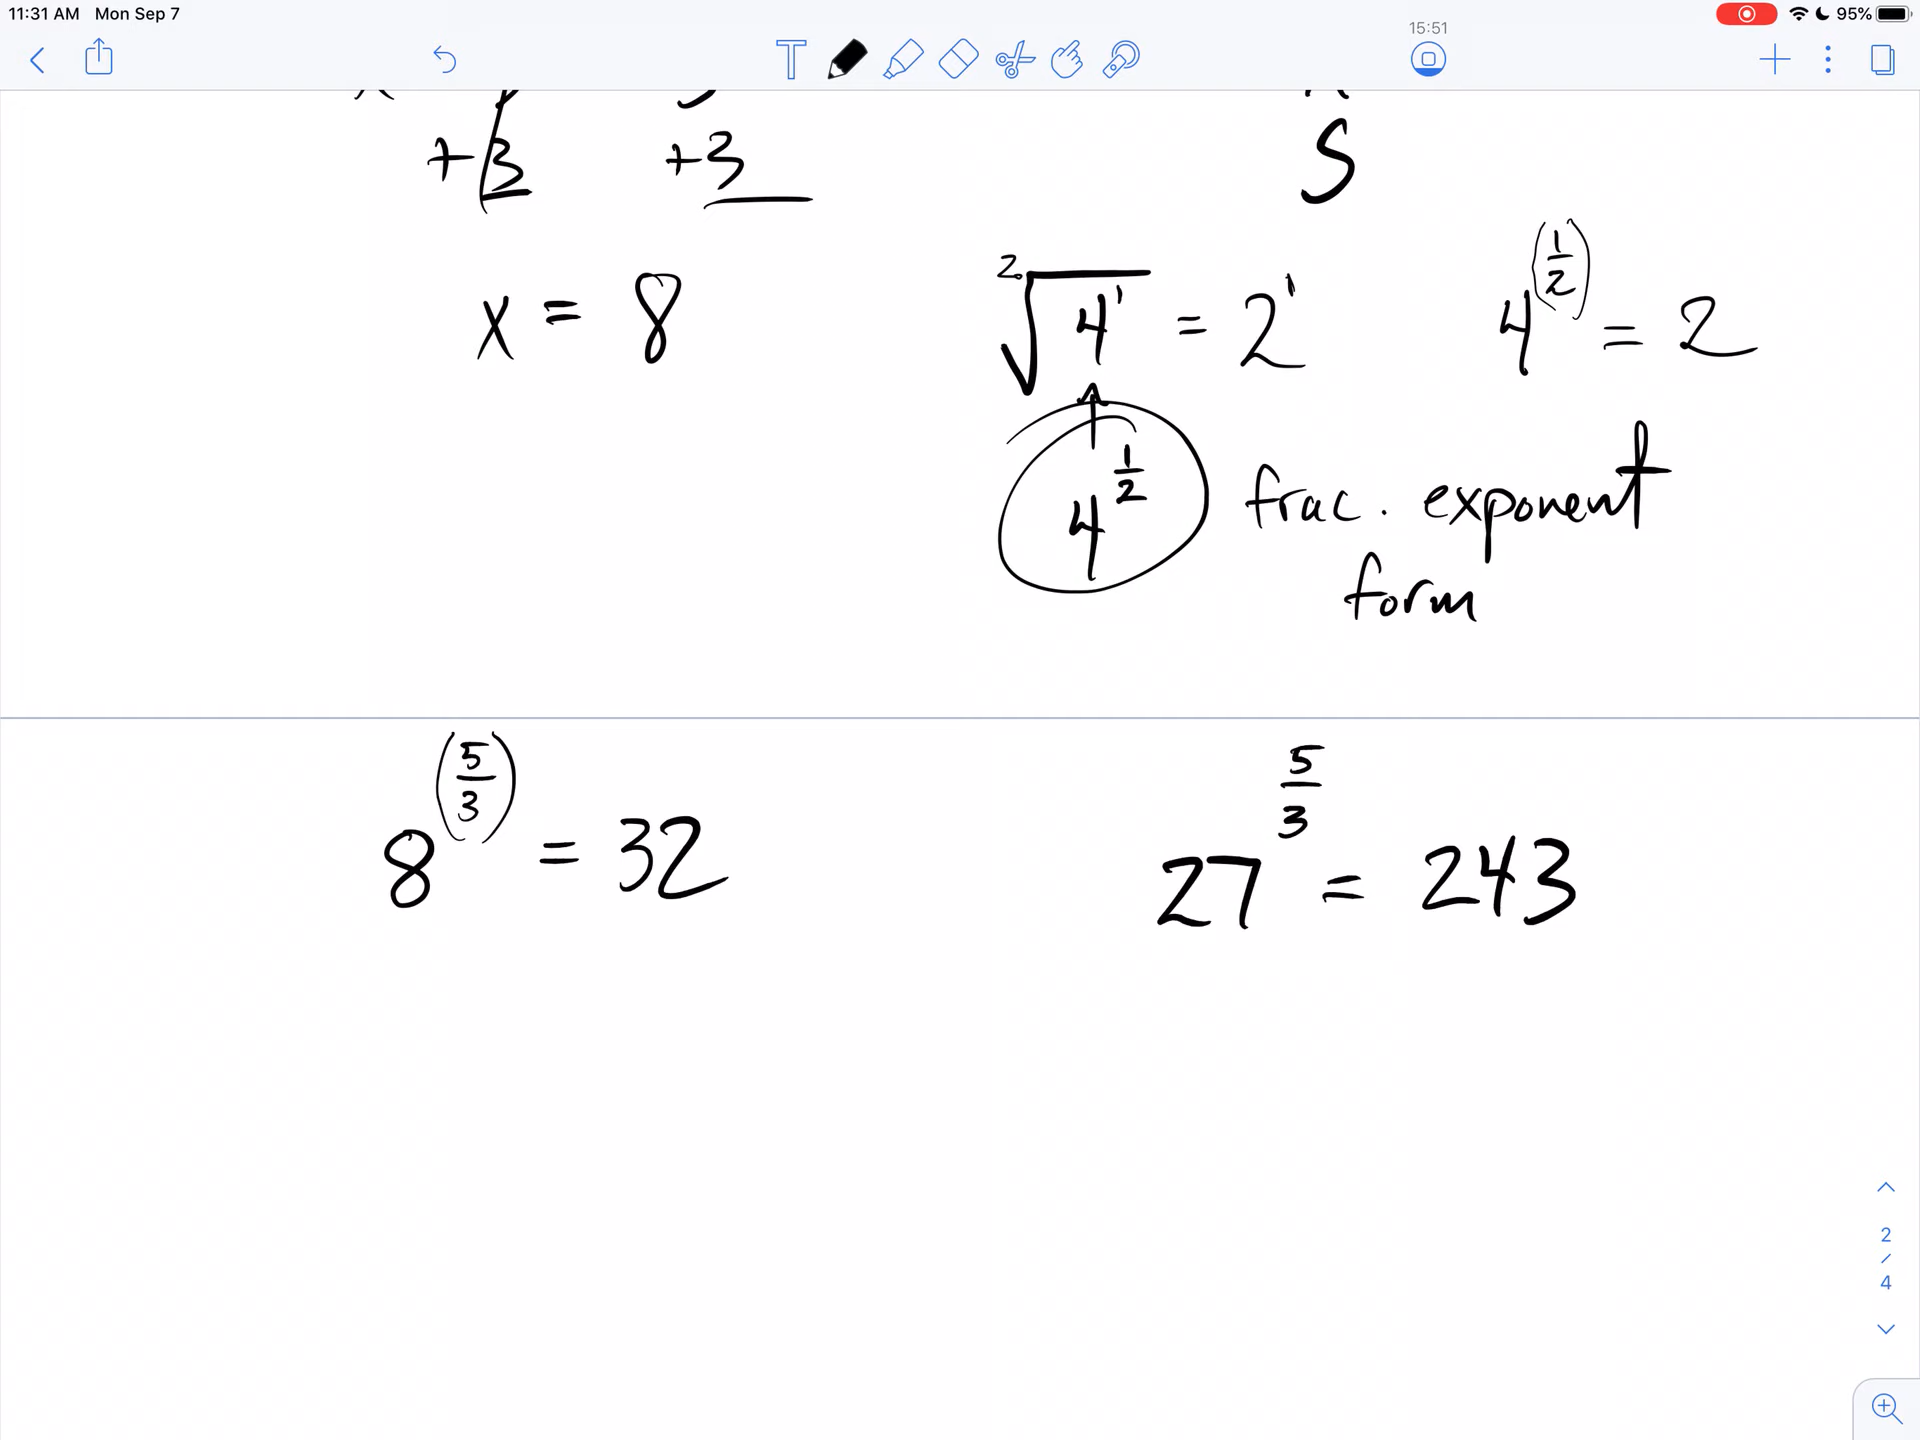 11:31 AM Mon Sep 7
95%
15:51
T
+3 +3
5
x = 8
²√4¹ = 2¹
4^(1/2) = 2
4^1/2
frac. exponent
form
8^(5/3) = 32
27^5/3 = 243
2
/
4